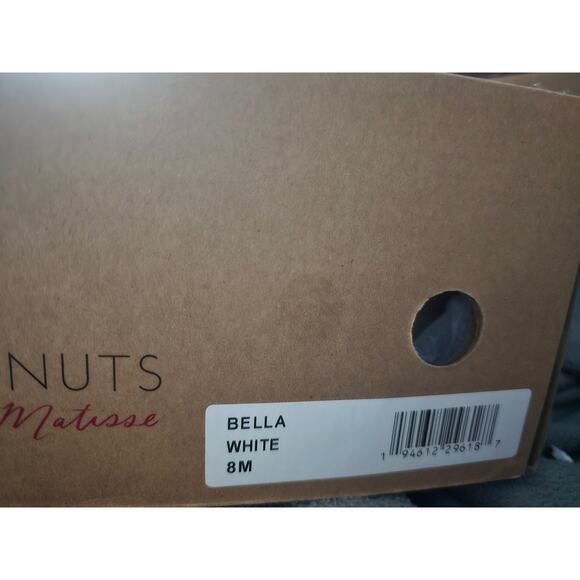 NUTS
Matisse
BELLA
WHITE
8M
1 94612 29618 7